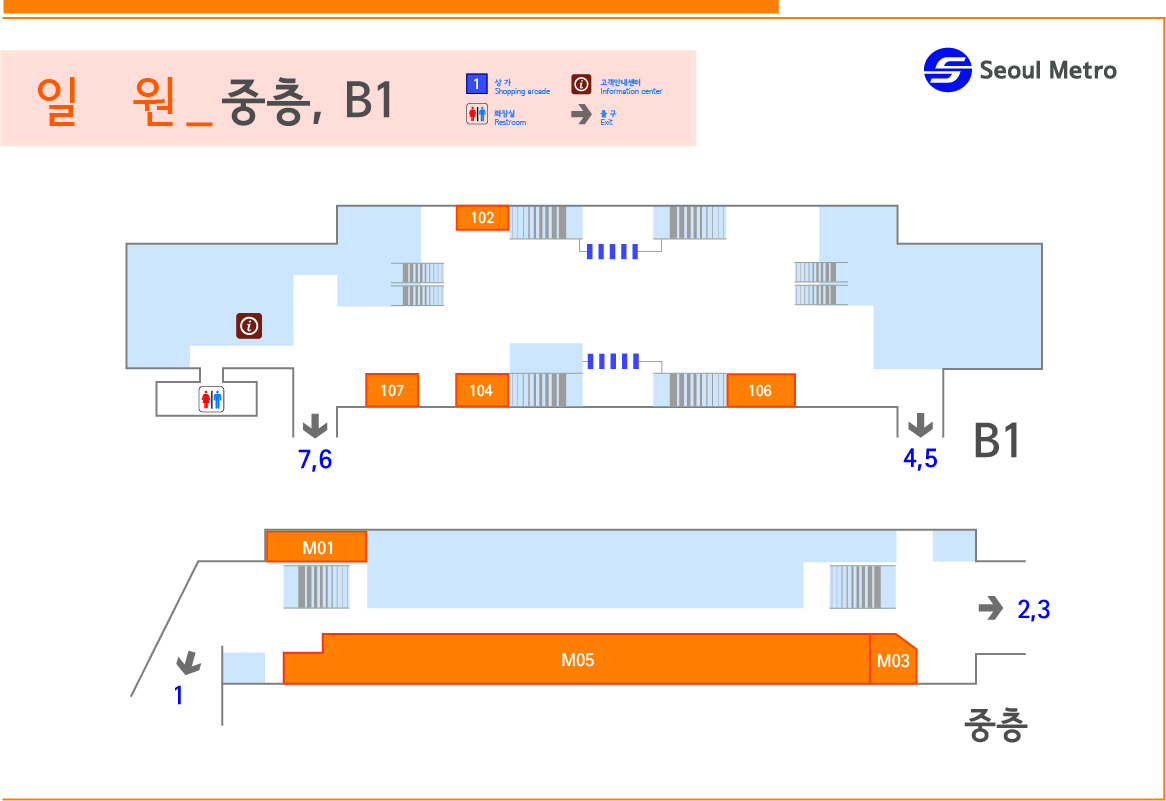 일 원_중층, B1
1 상 가
Shopping arcade
i 고객안내센터
Information center
화장실
Restroom
출 구
Exit
Seoul Metro
102
i
107
104
106
7,6
4,5
B1
M01
2,3
M05
M03
1
중층